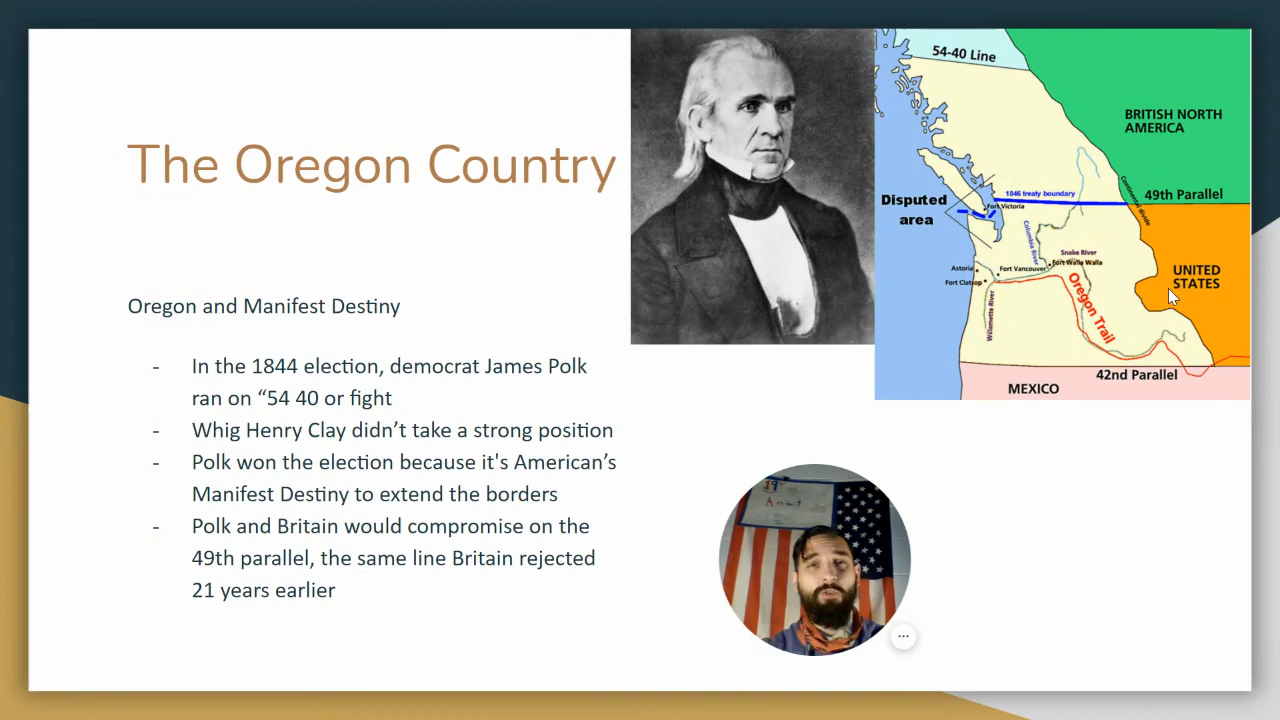 The Oregon Country
Oregon and Manifest Destiny
- In the 1844 election, democrat James Polk
ran on “54 40 or fight
- Whig Henry Clay didn’t take a strong position
- Polk won the election because it's American’s
Manifest Destiny to extend the borders
- Polk and Britain would compromise on the
49th parallel, the same line Britain rejected
21 years earlier
54-40 Line
BRITISH NORTH
AMERICA
1846 treaty boundary
49th Parallel
Continental divide
Disputed
area
Fort Victoria
Columbia River
Snake River
Fort Walla Walla
Astoria
Fort Vancouver
Fort Clatsop
Willamette River
Oregon Trail
UNITED
STATES
42nd Parallel
MEXICO
19